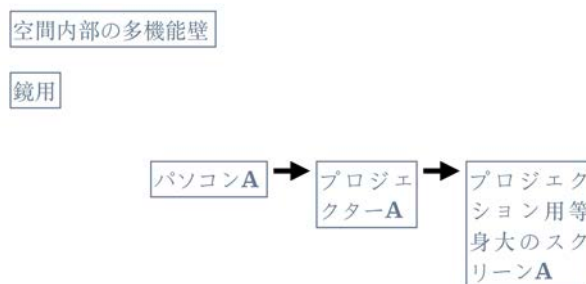 空間内部の多機能壁
鏡用
パソコンA
プロジェ
クターA
プロジェク
ション用等
身大のスク
リーンA